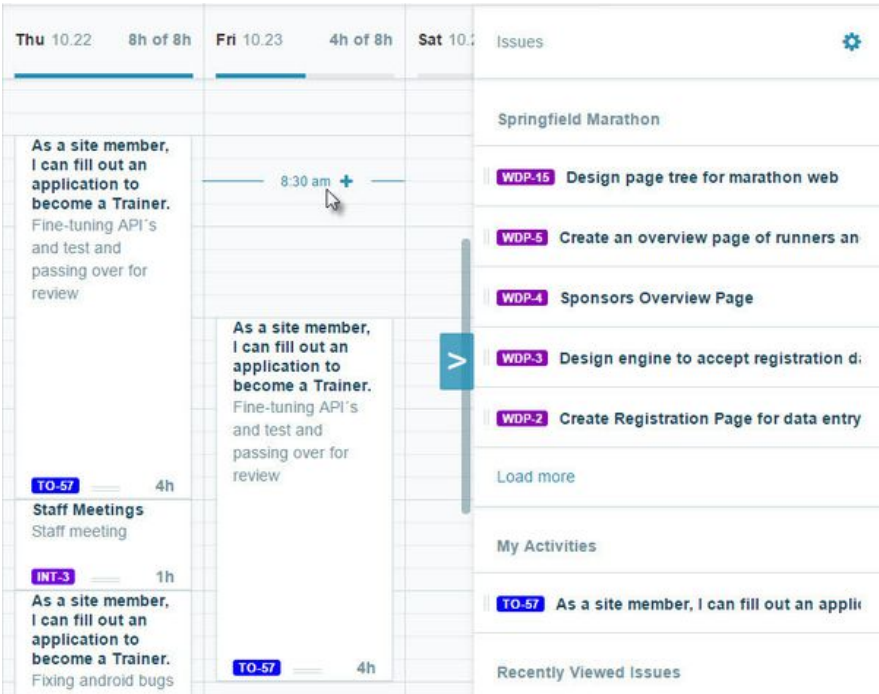 Thu 10.22 8h of 8h
Fri 10.23 4h of 8h
Sat 10.
As a site member,
I can fill out an
application to
become a Trainer.
Fine-tuning API´s
and test and
passing over for
review
TO-57 4h
Staff Meetings
Staff meeting
INT-3 1h
As a site member,
I can fill out an
application to
become a Trainer.
Fixing android bugs
8:30 am +
As a site member,
I can fill out an
application to
become a Trainer.
Fine-tuning API´s
and test and
passing over for
review
TO-57 4h
>
Issues
Springfield Marathon
WDP-15 Design page tree for marathon web
WDP-5 Create an overview page of runners an
WDP-4 Sponsors Overview Page
WDP-3 Design engine to accept registration d
WDP-2 Create Registration Page for data entry
Load more
My Activities
TO-57 As a site member, I can fill out an appli
Recently Viewed Issues